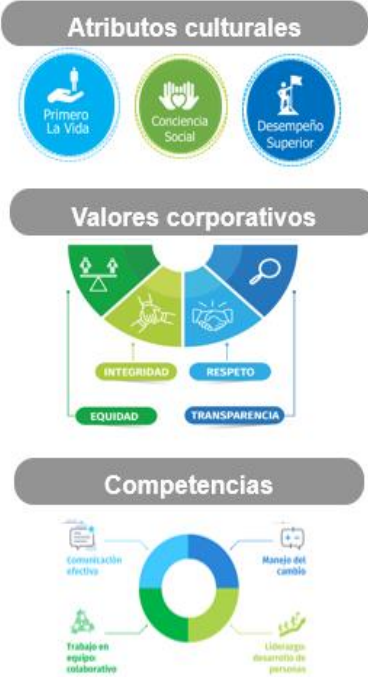 Atributos culturales
Primero
La Vida
Conciencia
Social
Desempeño
Superior
Valores corporativos
INTEGRIDAD
RESPETO
EQUIDAD
TRANSPARENCIA
Competencias
Comunicación
efectiva
Manejo del
cambio
Trabajo en
equipo:
colaborativo
Liderazgo:
desarrollo de
personas